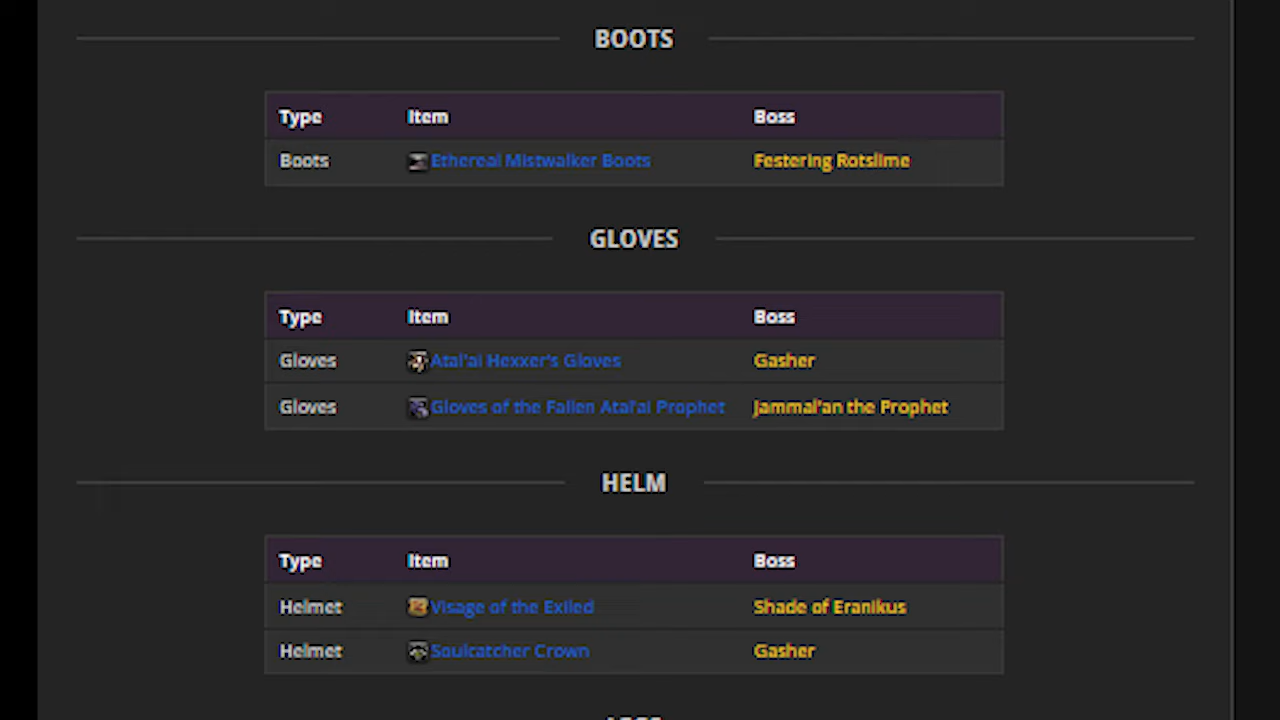 BOOTS
Type Item Boss
Boots Ethereal Mistwalker Boots Festering Rotslime
GLOVES
Type Item Boss
Gloves Atal'ai Hexxer's Gloves Gasher
Gloves Gloves of the Fallen Atal'ai Prophet Jammal'an the Prophet
HELM
Type Item Boss
Helmet Visage of the Exiled Shade of Eranikus
Helmet Soulcatcher Crown Gasher